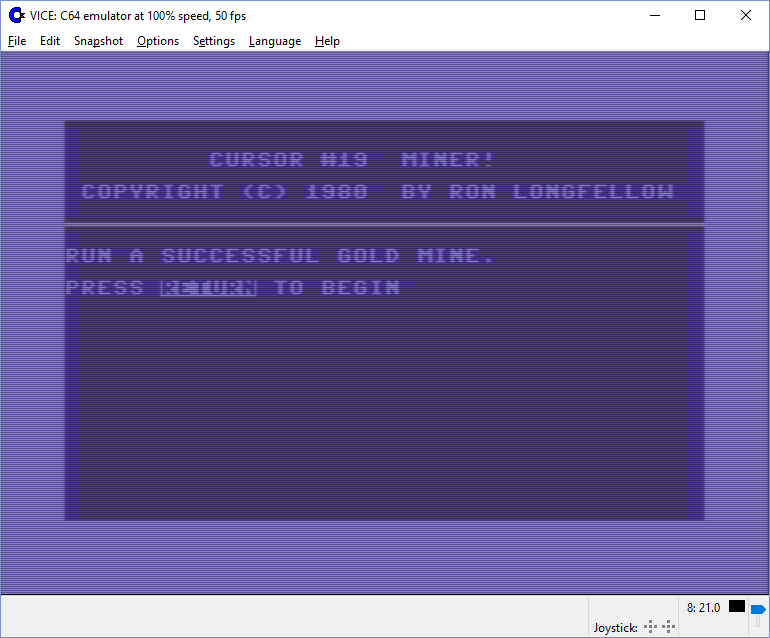 VICE: C64 emulator at 100% speed, 50 fps
File Edit Snapshot Options Settings Language Help
CURSOR #19 MINER!
COPYRIGHT (C) 1980 BY RON LONGFELLOW
RUN A SUCCESSFUL GOLD MINE.
PRESS RETURN TO BEGIN
8: 21.0
Joystick: